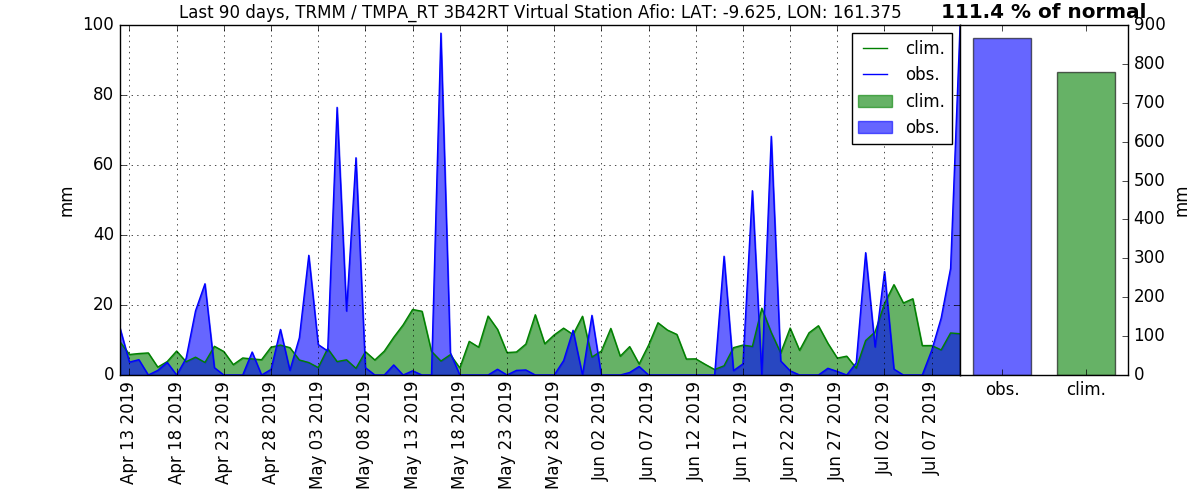 Last 90 days, TRMM / TMPA_RT 3B42RT Virtual Station Afio: LAT: -9.625, LON: 161.375
111.4 % of normal
100
80
60
40
20
0
mm
clim.
obs.
clim.
obs.
900
800
700
600
500
400
300
200
100
0
mm
Apr 13 2019
Apr 18 2019
Apr 23 2019
Apr 28 2019
May 03 2019
May 08 2019
May 13 2019
May 18 2019
May 23 2019
May 28 2019
Jun 02 2019
Jun 07 2019
Jun 12 2019
Jun 17 2019
Jun 22 2019
Jun 27 2019
Jul 02 2019
Jul 07 2019
obs.
clim.